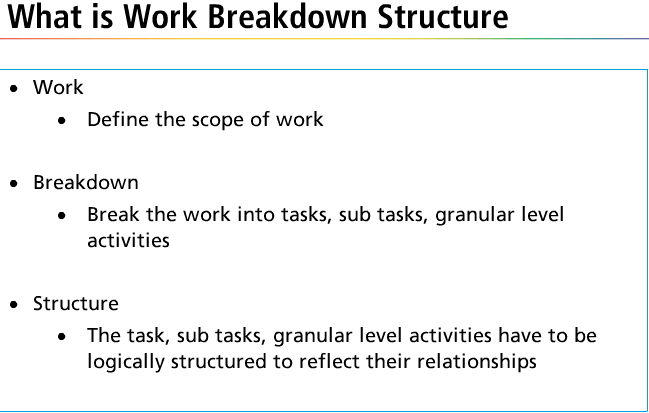 What is Work Breakdown Structure
• Work
• Define the scope of work
• Breakdown
• Break the work into tasks, sub tasks, granular level
activities
• Structure
• The task, sub tasks, granular level activities have to be
logically structured to reflect their relationships